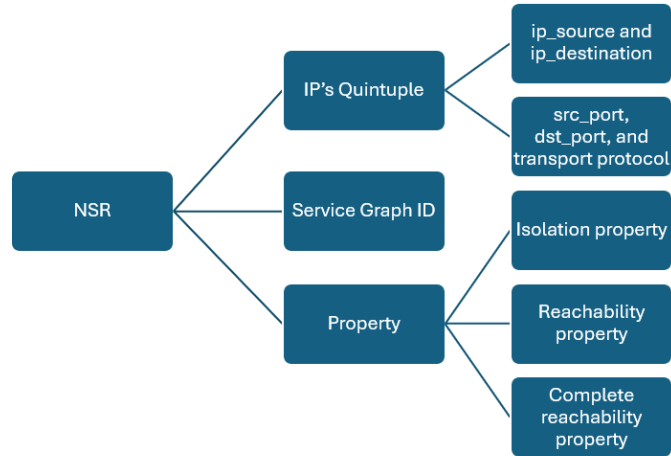 NSR
IP's Quintuple
ip_source and
ip_destination
src_port,
dst_port, and
transport protocol
Service Graph ID
Property
Isolation property
Reachability
property
Complete
reachability
property